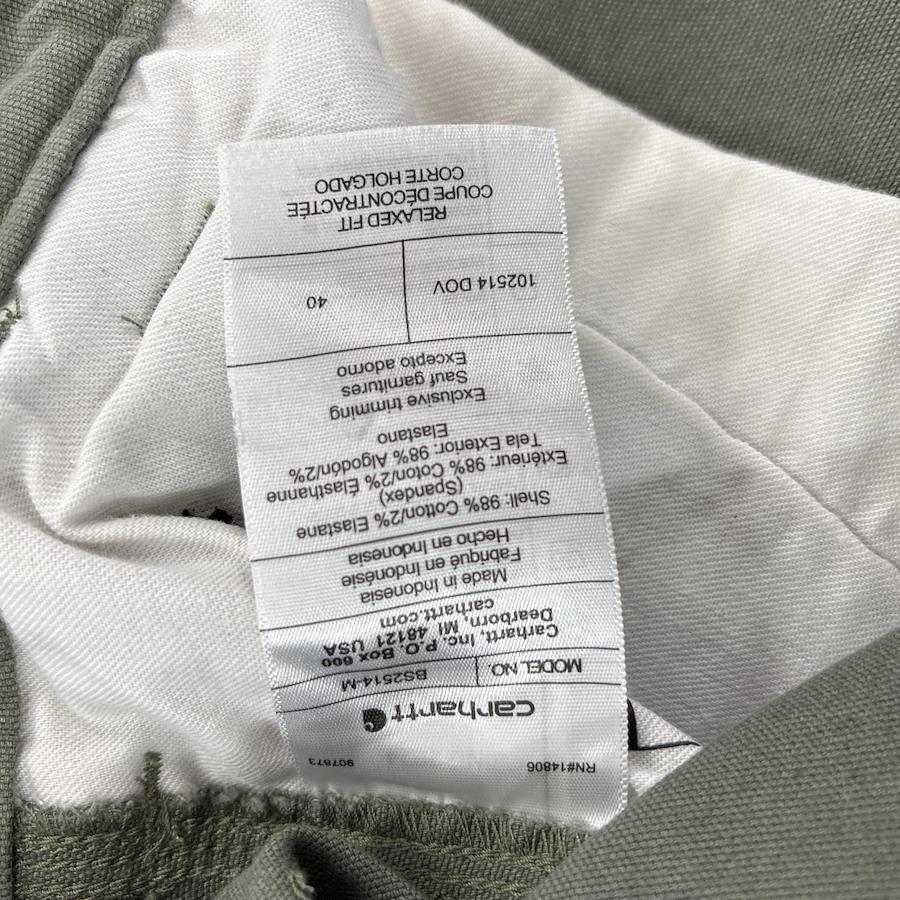 RN#14806 907873
carhartt
MODEL NO. BS2514-M
Carhartt, Inc. P.O. Box 600
Dearborn, MI 48121 USA
carhartt.com
Made in Indonesia
Fabriqué en Indonésie
Hecho en Indonesia
Shell: 98% Cotton/2% Elastane
(Spandex)
Extérieur: 98% Coton/2% Élasthanne
Tela Exterior: 98% Algodón/2%
Elastano
Exclusive trimming
Sauf garnitures
Excepto adorno
102514 DOV 40
RELAXED FIT
COUPE DÉCONTRACTÉE
CORTE HOLGADO